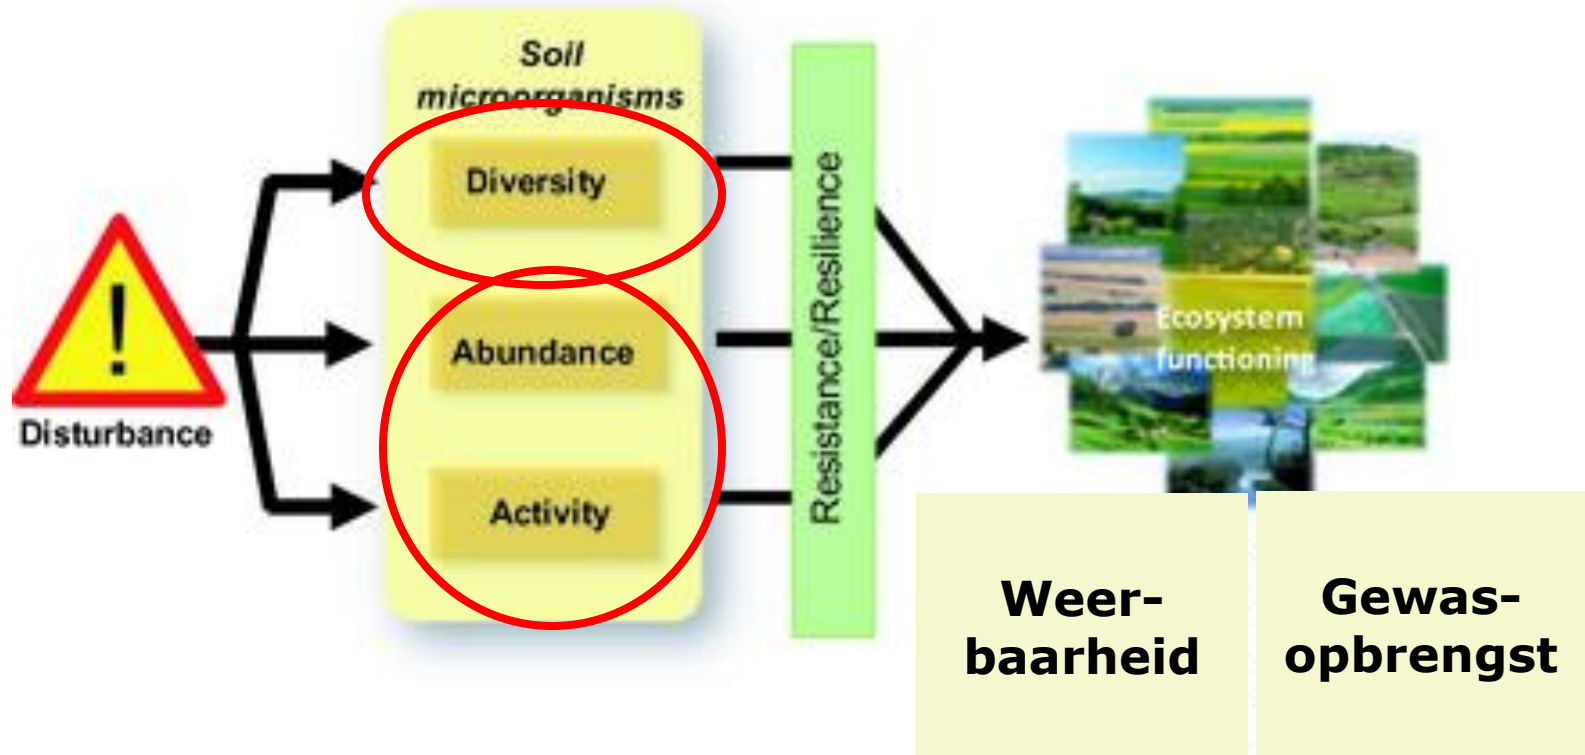 Soil
microorganisms
Diversity
Abundance
Activity
!
Disturbance
Resistance/Resilience
Ecosystem
functioning
Weer-
baarheid
Gewas-
opbrengst